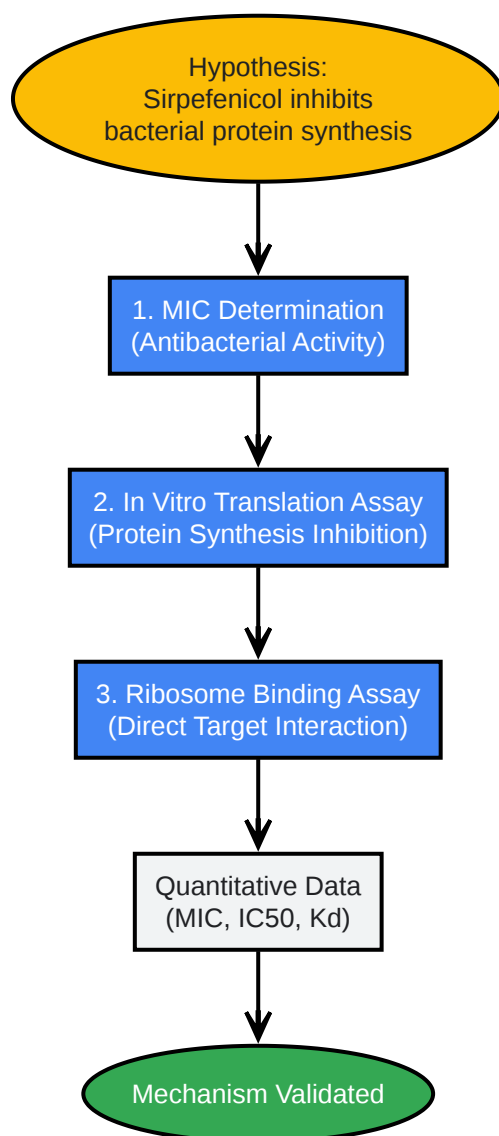 Hypothesis:
Sirpefenicol inhibits
bacterial protein synthesis
1. MIC Determination
(Antibacterial Activity)
2. In Vitro Translation Assay
(Protein Synthesis Inhibition)
3. Ribosome Binding Assay
(Direct Target Interaction)
Quantitative Data
(MIC, IC50, Kd)
Mechanism Validated